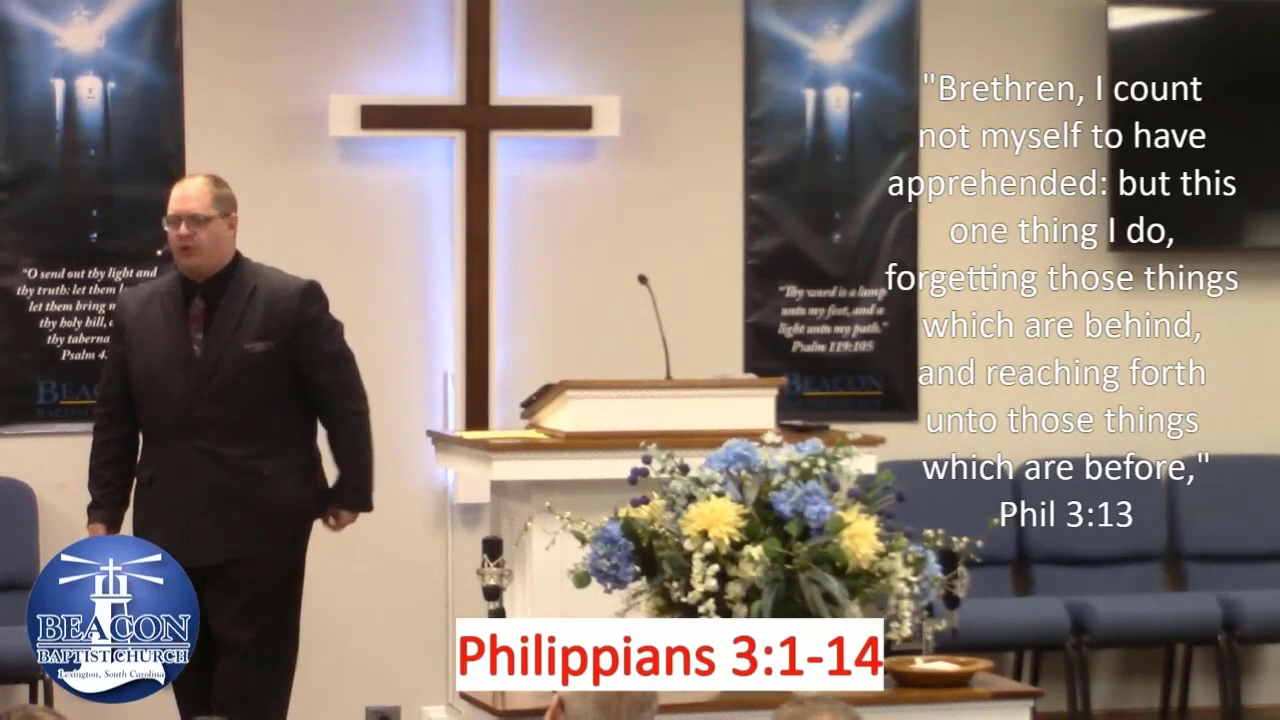 "O send out thy light and
thy truth: let them
let them bring
thy holy hill,
thy taberna
Psalm 4
BEACON
BAPTIST
"Thy word is a lamp
unto my feet, and a
light unto my path."
Psalm 119:105
BEACON
"Brethren, I count
not myself to have
apprehended: but this
one thing I do,
forgetting those things
which are behind,
and reaching forth
unto those things
which are before,"
Phil 3:13
BEACON
BAPTIST CHURCH
Lexington, South Carolina
Philippians 3:1-14